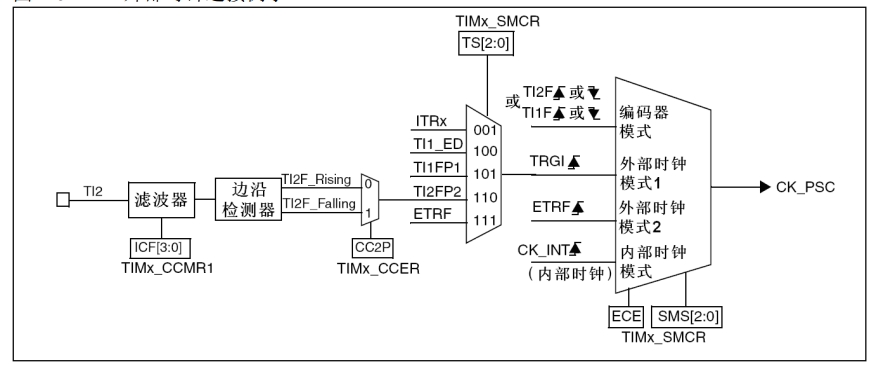 TIMx_SMCR
TS[2:0]
TI2F 或
或
TI1F 或
编码器
模式
ITRx
001
TI1_ED
100
TI1FP1
101
TRGI
外部时钟
模式1
CK_PSC
TI2
滤波器
边沿
检测器
TI2F_Rising
0
TI2F_Falling
1
TI2FP2
110
ETRF
111
ETRF
外部时钟
模式2
ICF[3:0]
TIMx_CCMR1
CC2P
TIMx_CCER
CK_INT
(内部时钟)
内部时钟
模式
ECE
SMS[2:0]
TIMx_SMCR